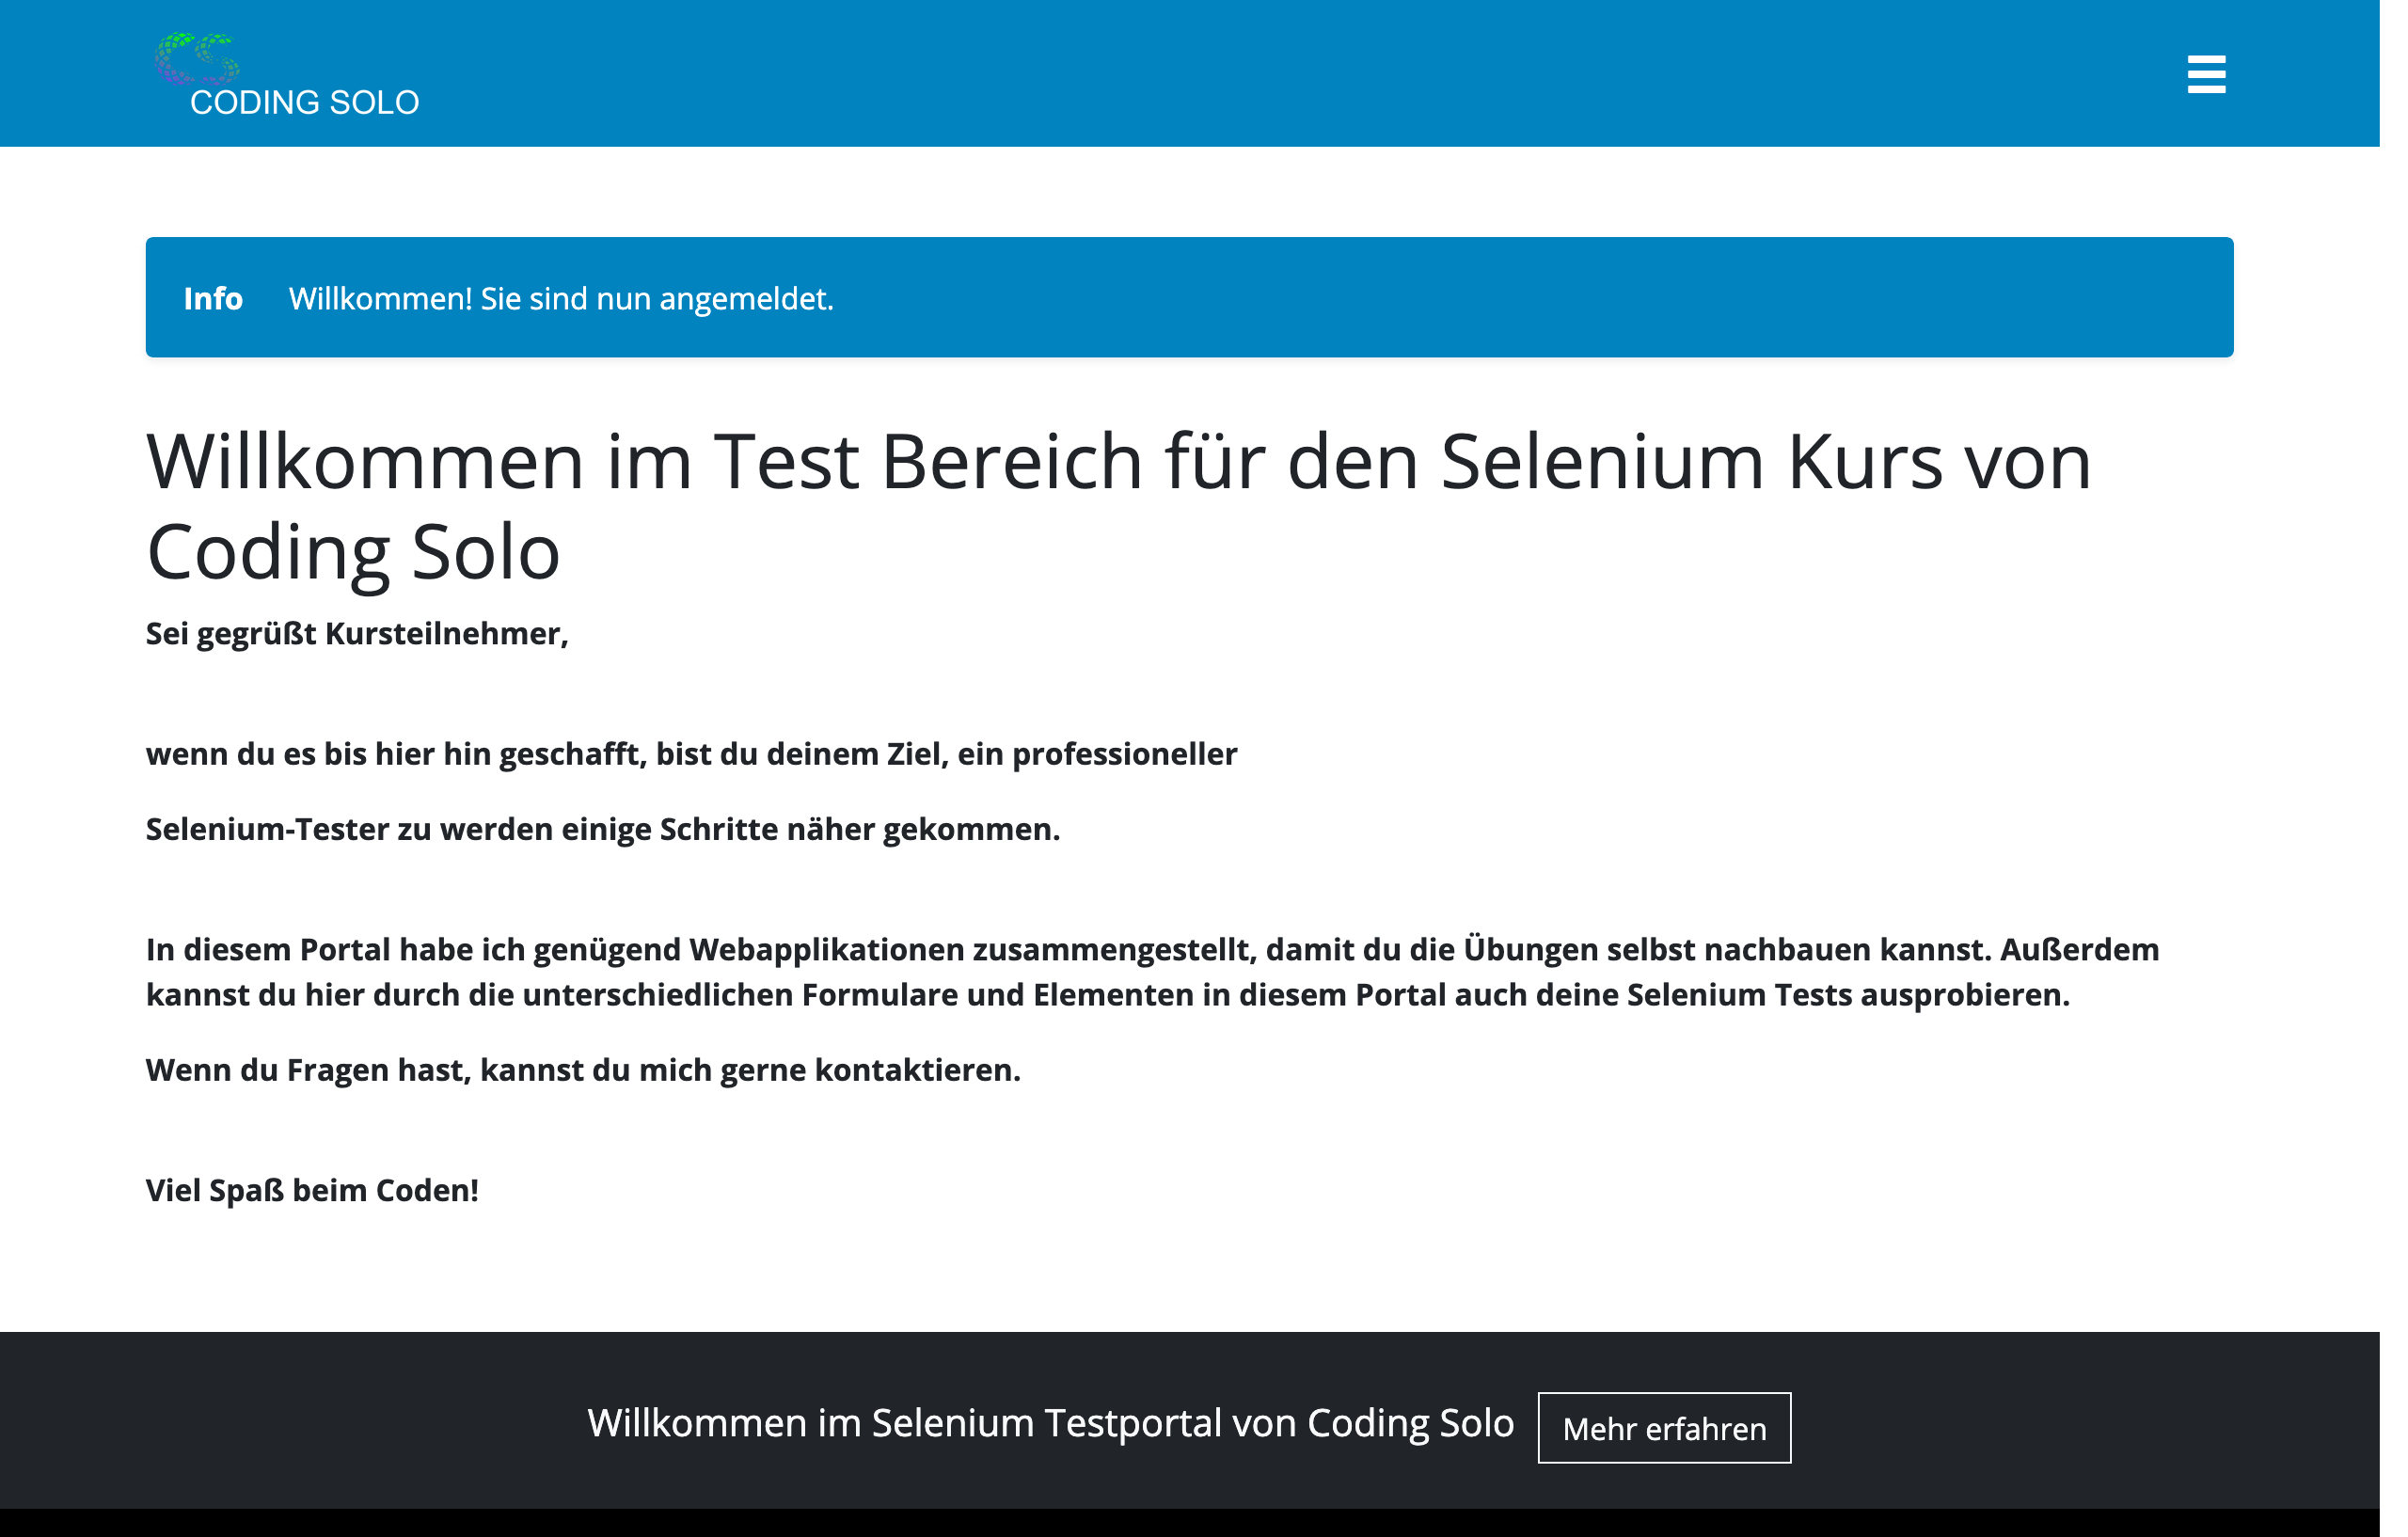 CODING SOLO
Info Willkommen! Sie sind nun angemeldet.
Willkommen im Test Bereich für den Selenium Kurs von
Coding Solo
Sei gegrüßt Kursteilnehmer,
wenn du es bis hier hin geschafft, bist du deinem Ziel, ein professioneller
Selenium-Tester zu werden einige Schritte näher gekommen.
In diesem Portal habe ich genügend Webapplikationen zusammengestellt, damit du die Übungen selbst nachbauen kannst. Außerdem
kannst du hier durch die unterschiedlichen Formulare und Elementen in diesem Portal auch deine Selenium Tests ausprobieren.
Wenn du Fragen hast, kannst du mich gerne kontaktieren.
Viel Spaß beim Coden!
Willkommen im Selenium Testportal von Coding Solo Mehr erfahren